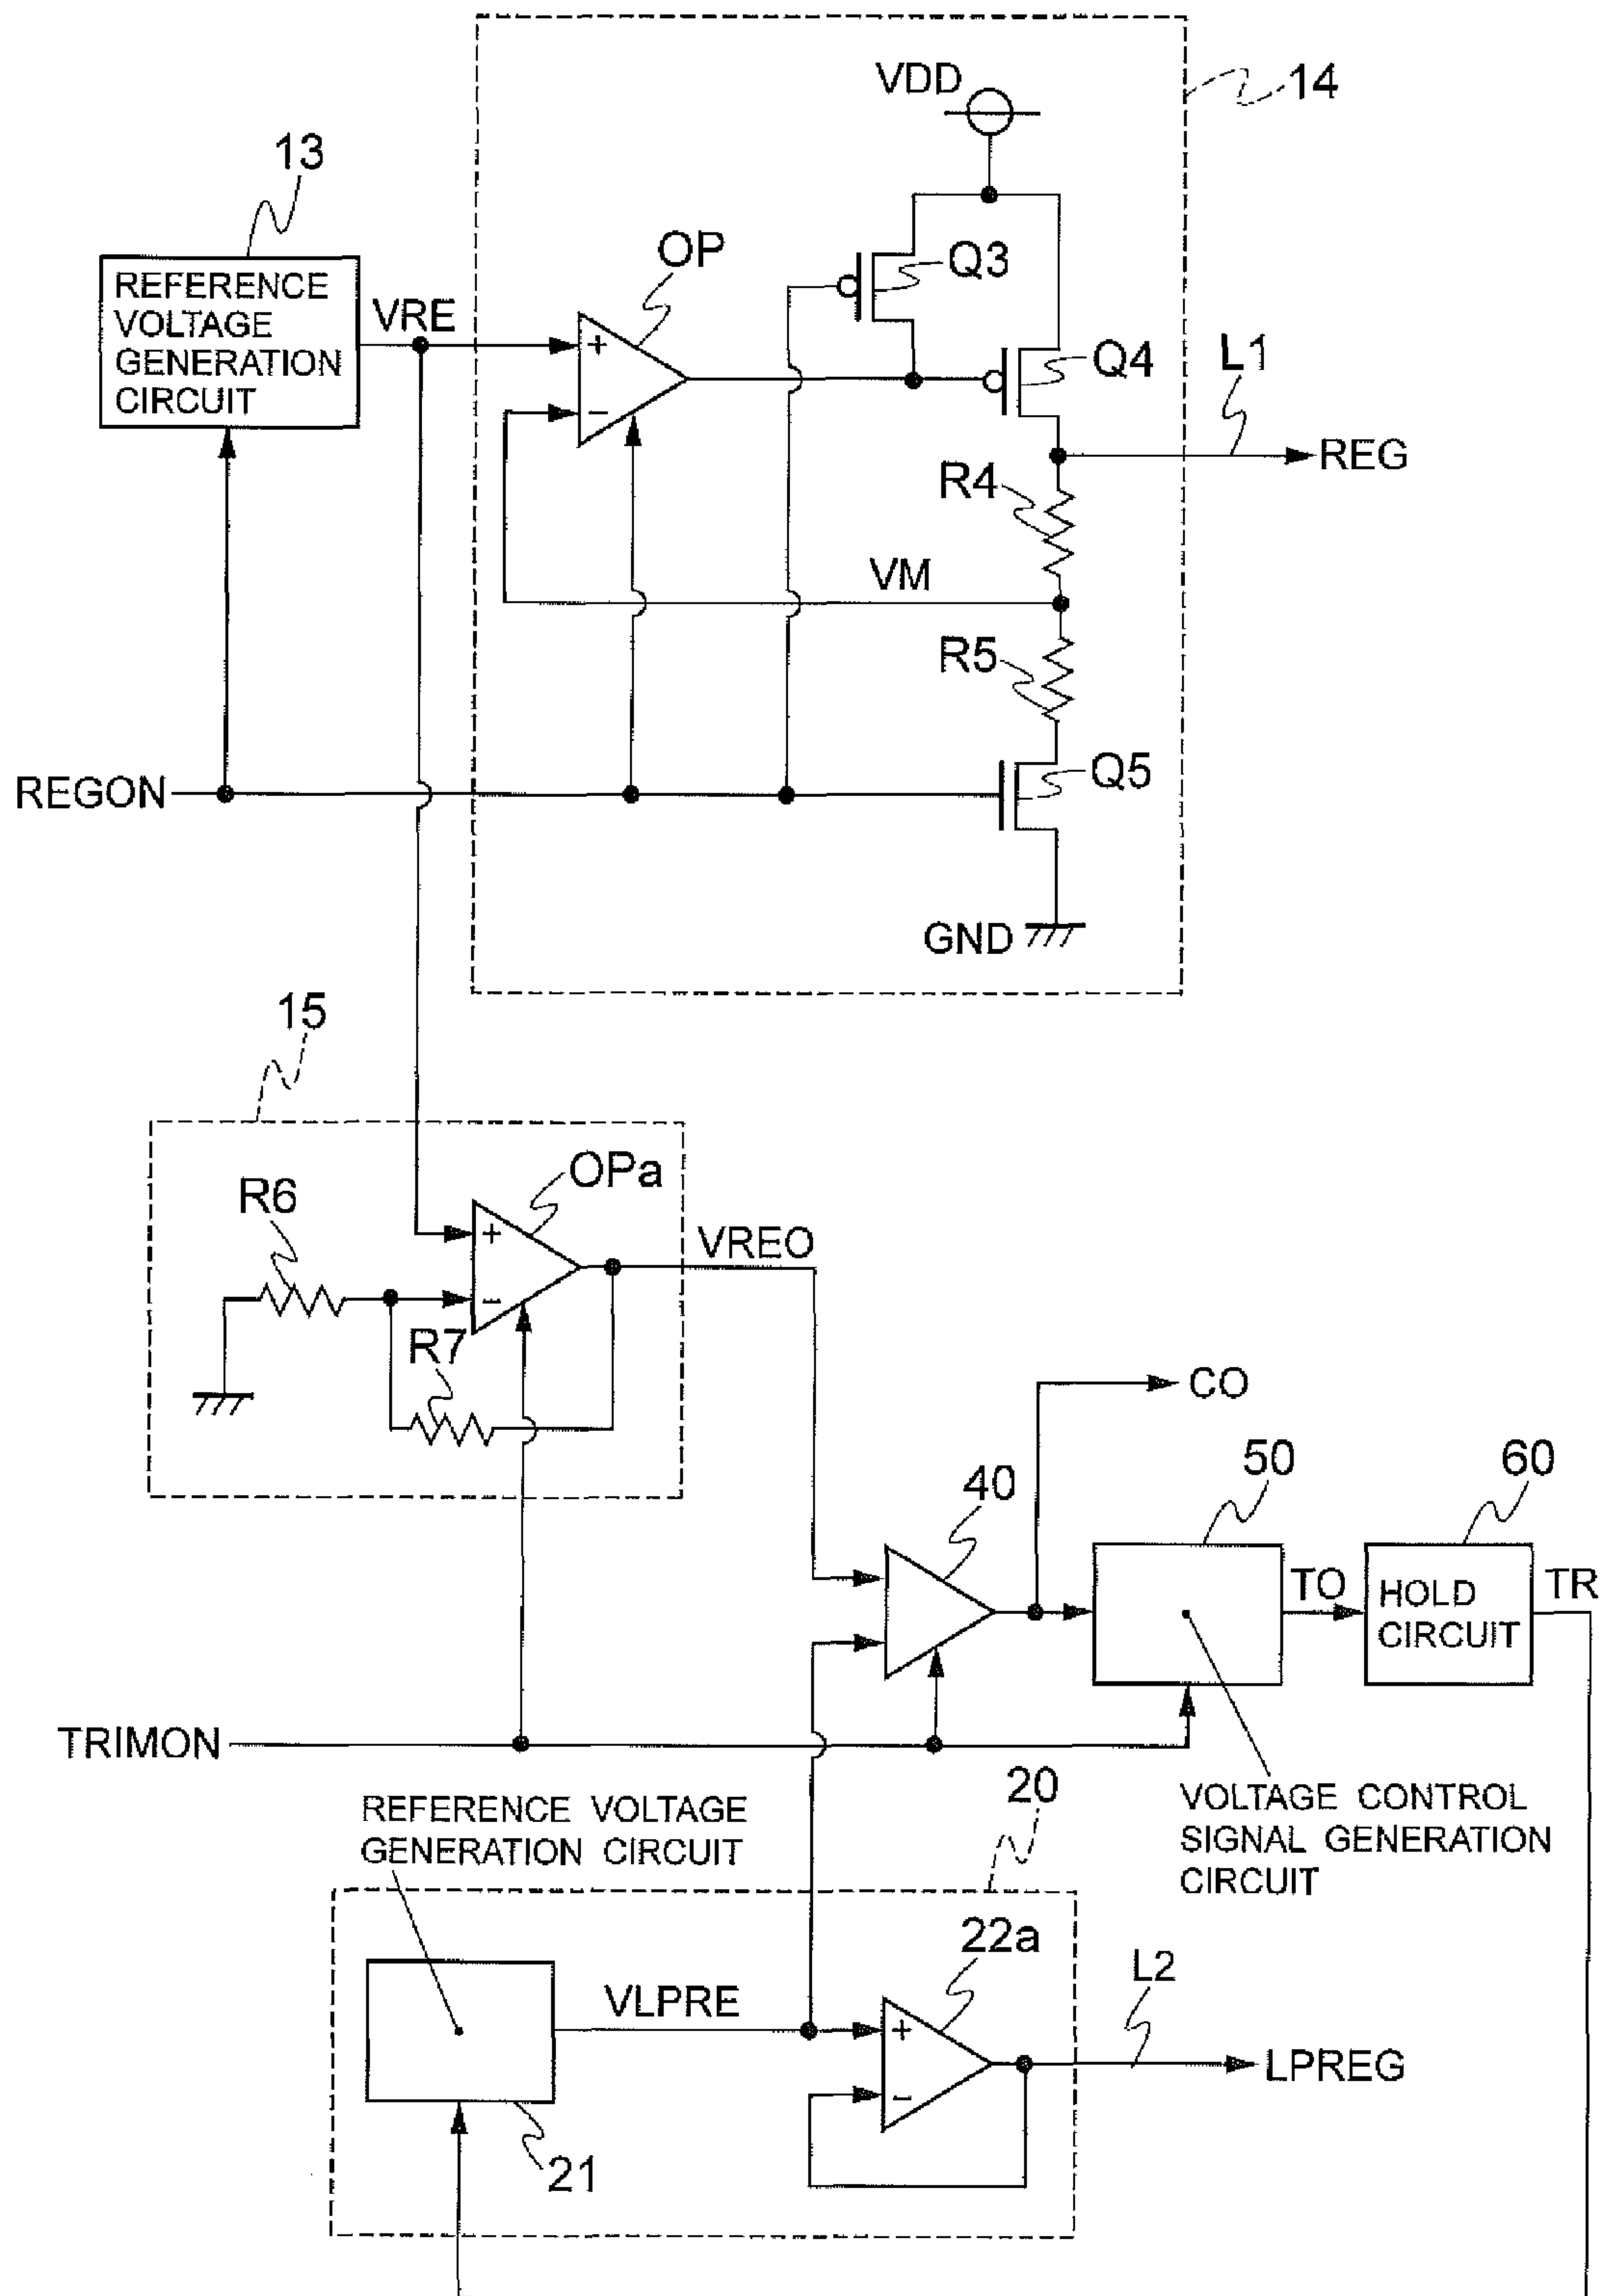 VDD
14
13
OP
Q3
REFERENCE
VOLTAGE
GENERATION
CIRCUIT
VRE
+
−
Q4
L1
REG
R4
VM
R5
Q5
REGON
GND
15
OPa
R6
+
−
VREO
R7
CO
40
50
60
TO
HOLD
CIRCUIT
TR
TRIMON
20
REFERENCE VOLTAGE
GENERATION CIRCUIT
VOLTAGE CONTROL
SIGNAL GENERATION
CIRCUIT
22a
L2
VLPRE
+
−
LPREG
21